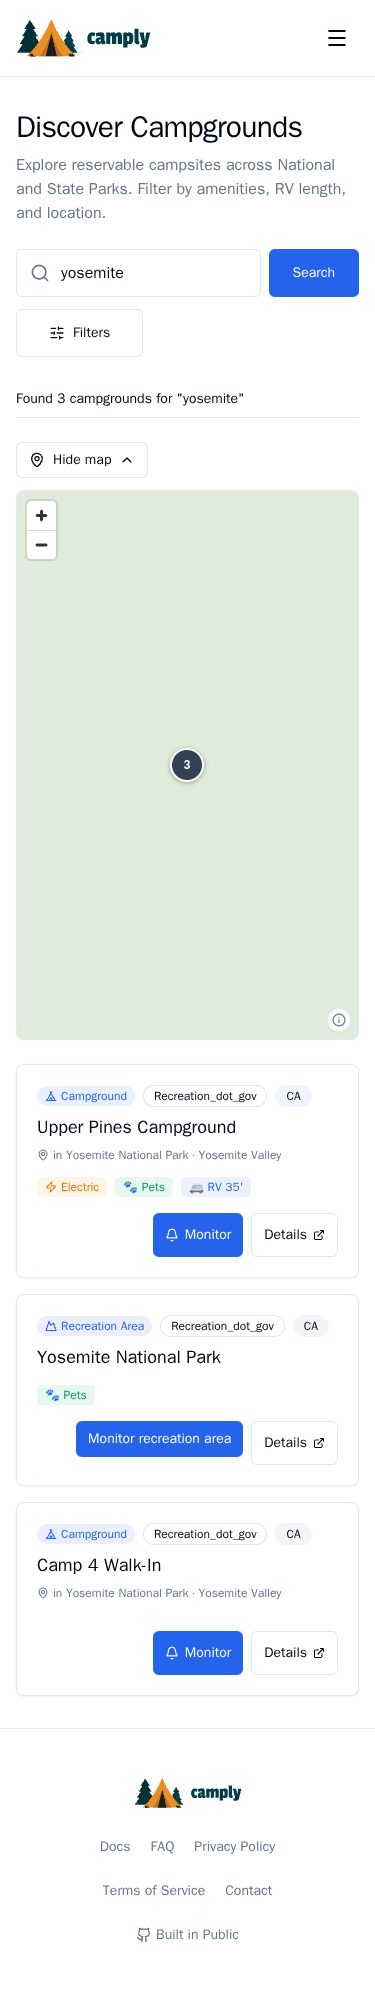 camply
Discover Campgrounds
Explore reservable campsites across National
and State Parks. Filter by amenities, RV length,
and location.
yosemite
Search
Filters
Found 3 campgrounds for "yosemite"
Hide map
3
Campground Recreation_dot_gov CA
Upper Pines Campground
in Yosemite National Park · Yosemite Valley
Electric Pets RV 35'
Monitor Details
Recreation Area Recreation_dot_gov CA
Yosemite National Park
Pets
Monitor recreation area Details
Campground Recreation_dot_gov CA
Camp 4 Walk-In
in Yosemite National Park · Yosemite Valley
Monitor Details
camply
Docs FAQ Privacy Policy
Terms of Service Contact
Built in Public